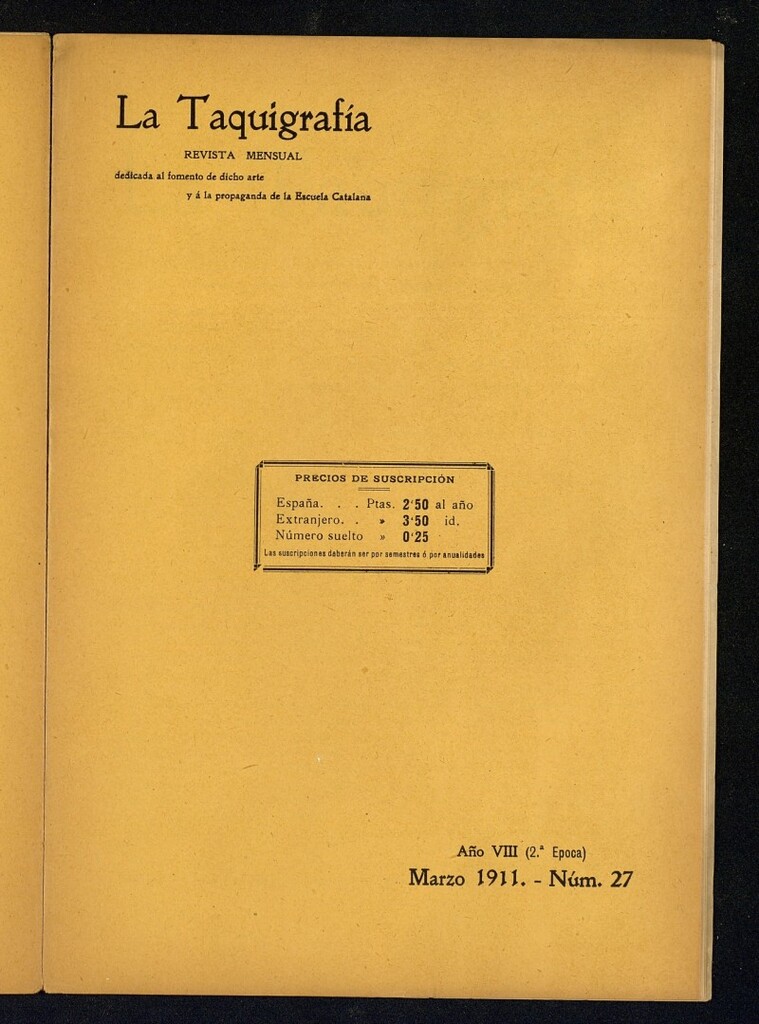 La Taquigrafía
REVISTA MENSUAL
dedicada al fomento de dicho arte
y á la propaganda de la Escuela Catalana
PRECIOS DE SUSCRIPCIÓN
España. . . Ptas. 2'50 al año
Extranjero. . » 3'50 id.
Número suelto » 0'25
Las suscripciones deberán ser por semestres ó por anualidades
Año VIII (2.ª Epoca)
Marzo 1911. - Núm. 27